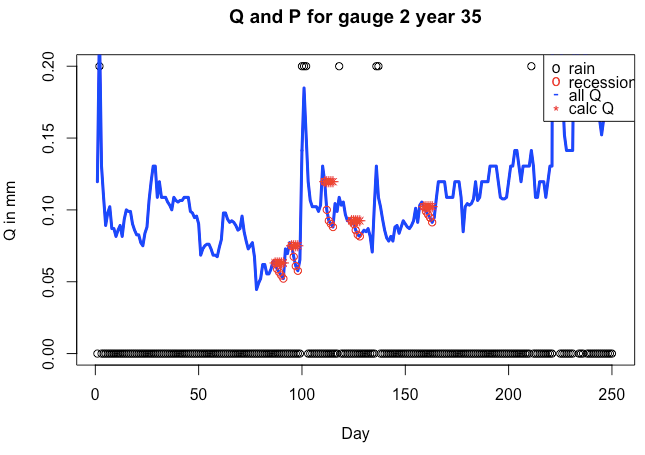 Q and P for gauge 2 year 35
Q in mm
0.20
0.15
0.10
0.05
0.00
o rain
o recession
- all Q
* calc Q
0 50 100 150 200 250
Day